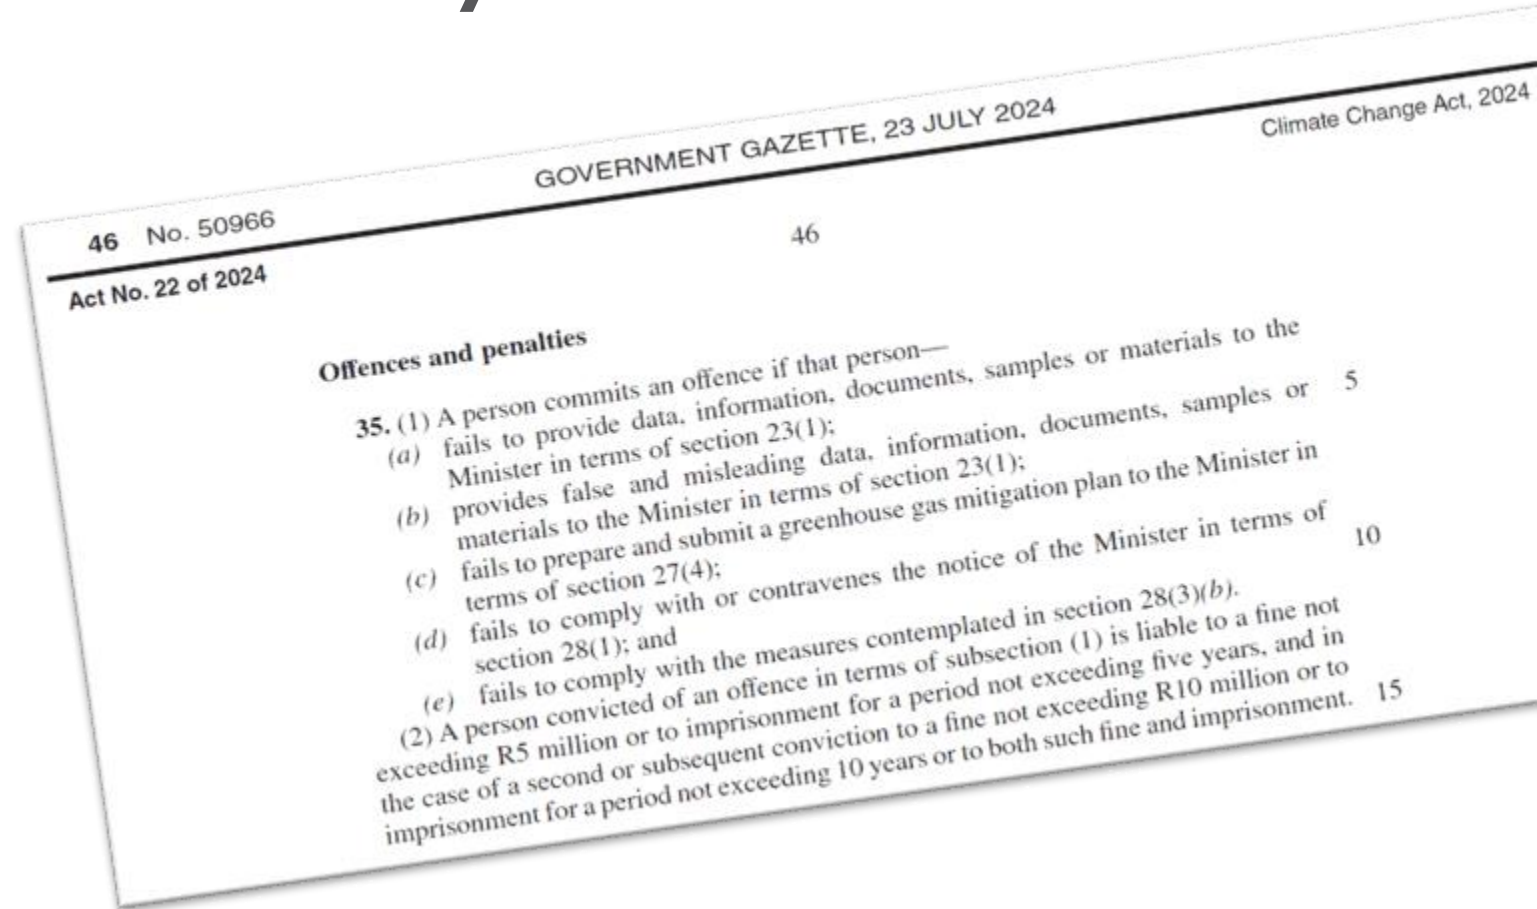 46 No. 50966
GOVERNMENT GAZETTE, 23 JULY 2024
Act No. 22 of 2024
Climate Change Act, 2024
46
Offences and penalties
35. (1) A person commits an offence if that person—
(a) fails to provide data, information, documents, samples or materials to the
Minister in terms of section 23(1);
5
(b) provides false and misleading data, information, documents, samples or
materials to the Minister in terms of section 23(1);
(c) fails to prepare and submit a greenhouse gas mitigation plan to the Minister in
terms of section 27(4);
(d) fails to comply with or contravenes the notice of the Minister in terms of
10
section 28(1); and
(e) fails to comply with the measures contemplated in section 28(3)(b).
(2) A person convicted of an offence in terms of subsection (1) is liable to a fine not
exceeding R5 million or to imprisonment for a period not exceeding five years, and in
the case of a second or subsequent conviction to a fine not exceeding R10 million or to
imprisonment for a period not exceeding 10 years or to both such fine and imprisonment.
15